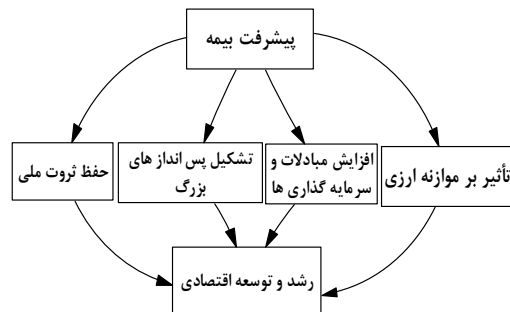 پیشرفت بیمه
تأثیر بر موازنه ارزی
افزایش مبادلات و
سرمایه گذاری ها
تشکیل پس انداز های
بزرگ
حفظ ثروت ملی
رشد و توسعه اقتصادی